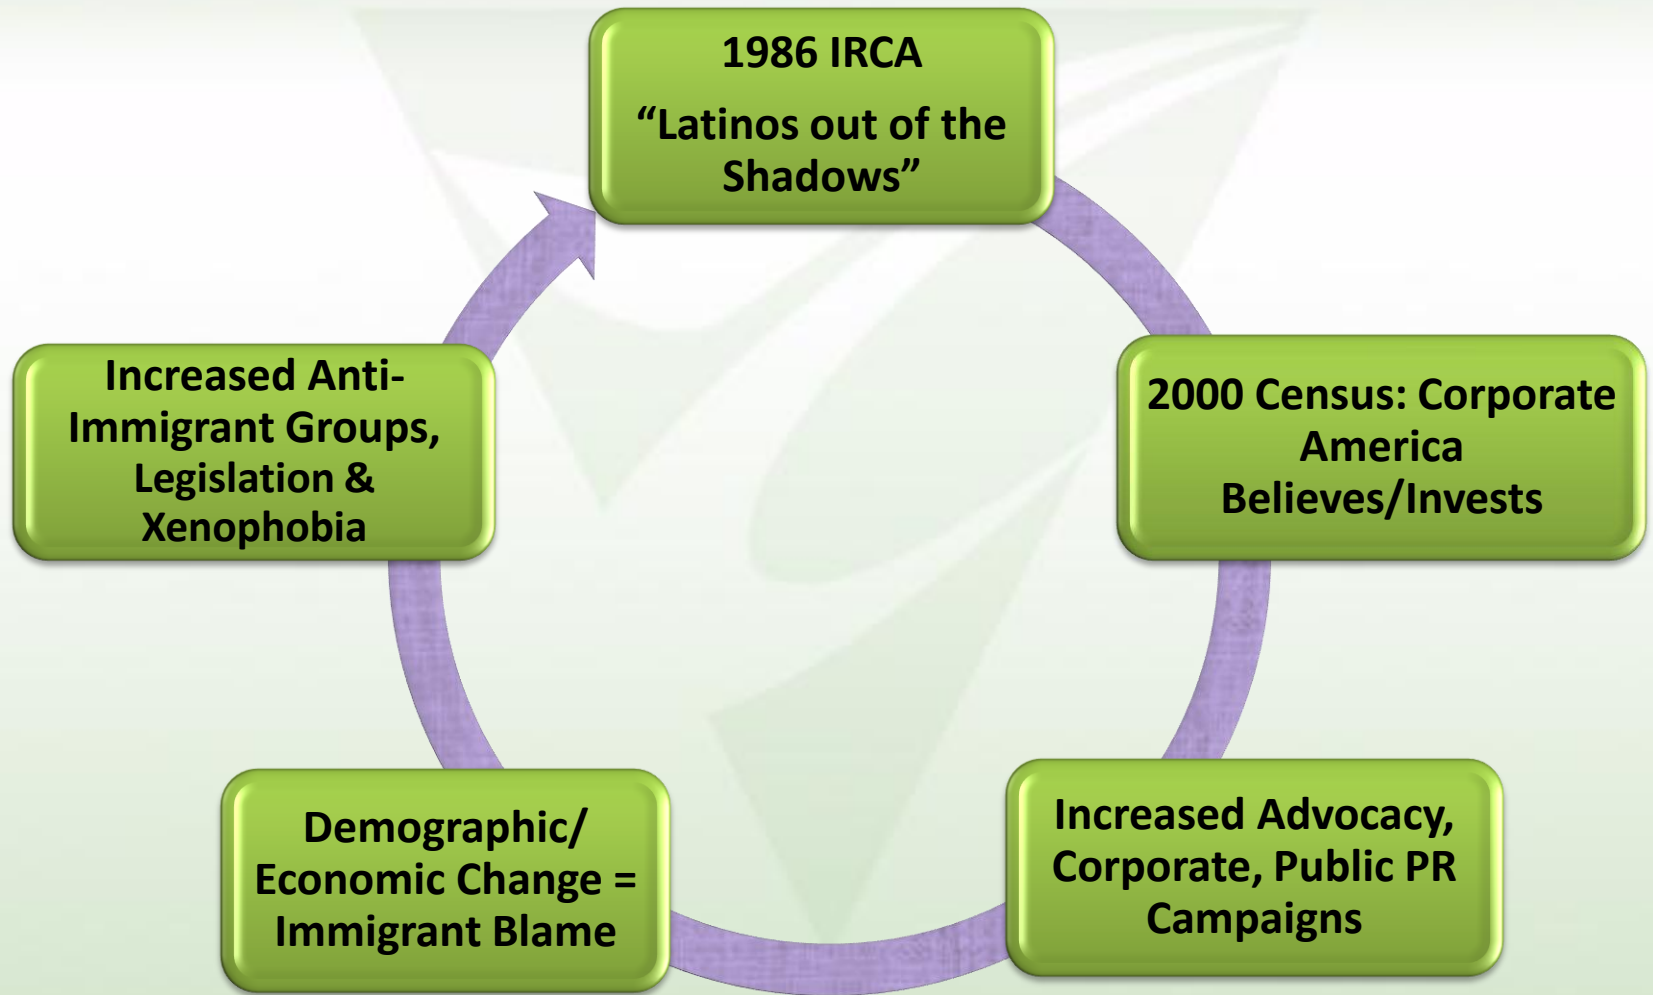 1986 IRCA
“Latinos out of the
Shadows”
2000 Census: Corporate
America
Believes/Invests
Increased Advocacy,
Corporate, Public PR
Campaigns
Demographic/
Economic Change =
Immigrant Blame
Increased Anti-
Immigrant Groups,
Legislation &
Xenophobia